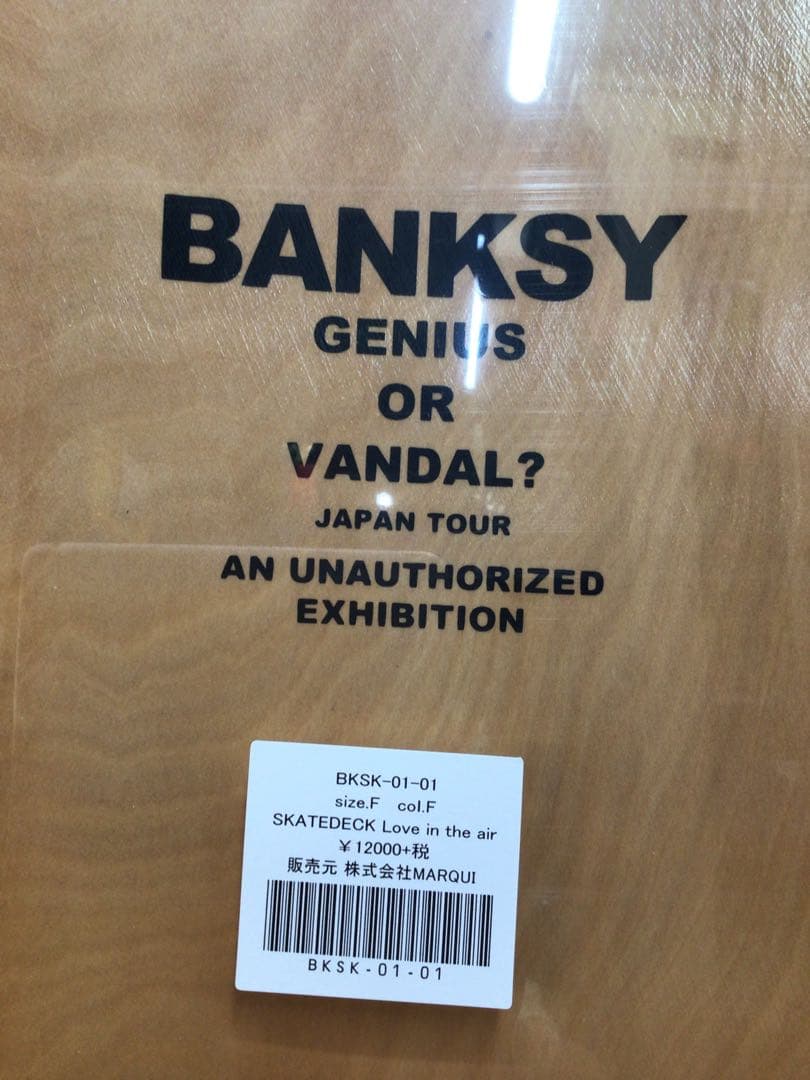 BANKSY
GENIUS
OR
VANDAL?
JAPAN TOUR
AN UNAUTHORIZED
EXHIBITION
BKSK-01-01
size.F col.F
SKATEDECK Love in the air
￥12000+税
販売元 株式会社MARQUI
BKSK-01-01